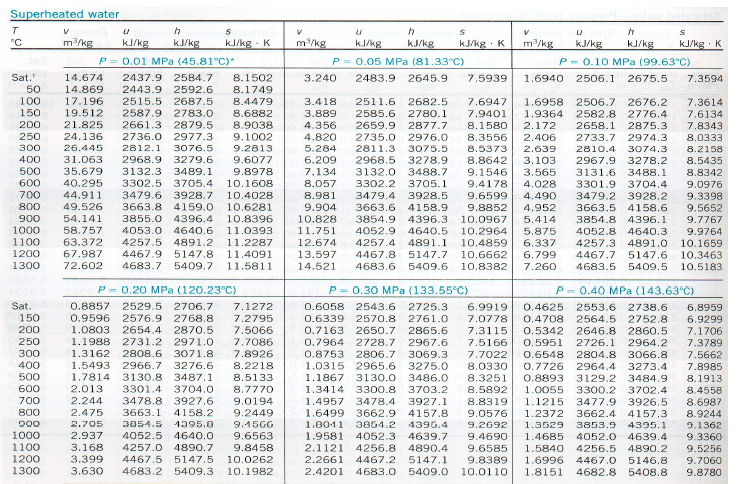 Superheated water
T v u h s v u h s v u h s
°C m³/kg kJ/kg kJ/kg kJ/kg · K m³/kg kJ/kg kJ/kg kJ/kg · K m³/kg kJ/kg kJ/kg kJ/kg · K
P = 0.01 MPa (45.81°C)* P = 0.05 MPa (81.33°C) P = 0.10 MPa (99.63°C)
Sat.† 14.674 2437.9 2584.7 8.1502 3.240 2483.9 2645.9 7.5939 1.6940 2506.1 2675.5 7.3594
50 14.869 2443.9 2592.6 8.1749
100 17.196 2515.5 2687.5 8.4479 3.418 2511.6 2682.5 7.6947 1.6958 2506.7 2676.2 7.3614
150 19.512 2587.9 2783.0 8.6882 3.889 2585.6 2780.1 7.9401 1.9364 2582.8 2776.4 7.6134
200 21.825 2661.3 2879.5 8.9038 4.356 2659.9 2877.7 8.1580 2.172 2658.1 2875.3 7.8343
250 24.136 2736.0 2977.3 9.1002 4.820 2735.0 2976.0 8.3556 2.406 2733.7 2974.3 8.0333
300 26.445 2812.1 3076.5 9.2813 5.284 2811.3 3075.5 8.5373 2.639 2810.4 3074.3 8.2158
400 31.063 2968.9 3279.6 9.6077 6.209 2968.5 3278.9 8.8642 3.103 2967.9 3278.2 8.5435
500 35.679 3132.3 3489.1 9.8978 7.134 3132.0 3488.7 9.1546 3.565 3131.6 3488.1 8.8342
600 40.295 3302.5 3705.4 10.1608 8.057 3302.2 3705.1 9.4178 4.028 3301.9 3704.4 9.0976
700 44.911 3479.6 3928.7 10.4028 8.981 3479.4 3928.5 9.6599 4.490 3479.2 3928.2 9.3398
800 49.526 3663.8 4159.0 10.6281 9.904 3663.6 4158.9 9.8852 4.952 3663.5 4158.6 9.5652
900 54.141 3855.0 4396.4 10.8396 10.828 3854.9 4396.3 10.0967 5.414 3854.8 4396.1 9.7767
1000 58.757 4053.0 4640.6 11.0393 11.751 4052.9 4640.5 10.2964 5.875 4052.8 4640.3 9.9764
1100 63.372 4257.5 4891.2 11.2287 12.674 4257.4 4891.1 10.4859 6.337 4257.3 4891.0 10.1659
1200 67.987 4467.9 5147.8 11.4091 13.597 4467.8 5147.7 10.6662 6.799 4467.7 5147.6 10.3463
1300 72.602 4683.7 5409.7 11.5811 14.521 4683.6 5409.6 10.8382 7.260 4683.5 5409.5 10.5183
P = 0.20 MPa (120.23°C) P = 0.30 MPa (133.55°C) P = 0.40 MPa (143.63°C)
Sat. 0.8857 2529.5 2706.7 7.1272 0.6058 2543.6 2725.3 6.9919 0.4625 2553.6 2738.6 6.8959
150 0.9596 2576.9 2768.8 7.2795 0.6339 2570.8 2761.0 7.0778 0.4708 2564.5 2752.8 6.9299
200 1.0803 2654.4 2870.5 7.5066 0.7163 2650.7 2865.6 7.3115 0.5342 2646.8 2860.5 7.1706
250 1.1988 2731.2 2971.0 7.7086 0.7964 2728.7 2967.6 7.5166 0.5951 2726.1 2964.2 7.3789
300 1.3162 2808.6 3071.8 7.8926 0.8753 2806.7 3069.3 7.7022 0.6548 2804.8 3066.8 7.5662
400 1.5493 2966.7 3276.6 8.2218 1.0315 2965.6 3275.0 8.0330 0.7726 2964.4 3273.4 7.8985
500 1.7814 3130.8 3487.1 8.5133 1.1867 3130.0 3486.0 8.3251 0.8893 3129.2 3484.9 8.1913
600 2.013 3301.4 3704.0 8.7770 1.3414 3300.8 3703.2 8.5892 1.0055 3300.2 3702.4 8.4558
700 2.244 3478.8 3927.6 9.0194 1.4957 3478.4 3927.1 8.8319 1.1215 3477.9 3926.5 8.6987
800 2.475 3663.1 4158.2 9.2449 1.6499 3662.9 4157.8 9.0576 1.2372 3662.4 4157.3 8.9244
900 2.705 3854.5 4395.8 9.4566 1.8041 3854.2 4395.4 9.2692 1.3529 3853.9 4395.1 9.1362
1000 2.937 4052.5 4640.0 9.6563 1.9581 4052.3 4639.7 9.4690 1.4685 4052.0 4639.4 9.3360
1100 3.168 4257.0 4890.7 9.8458 2.1121 4256.8 4890.4 9.6585 1.5840 4256.5 4890.2 9.5256
1200 3.399 4467.5 5147.5 10.0262 2.2661 4467.2 5147.1 9.8389 1.6996 4467.0 5146.8 9.7060
1300 3.630 4683.2 5409.3 10.1982 2.4201 4683.0 5409.0 10.0110 1.8151 4682.8 5408.8 9.8780